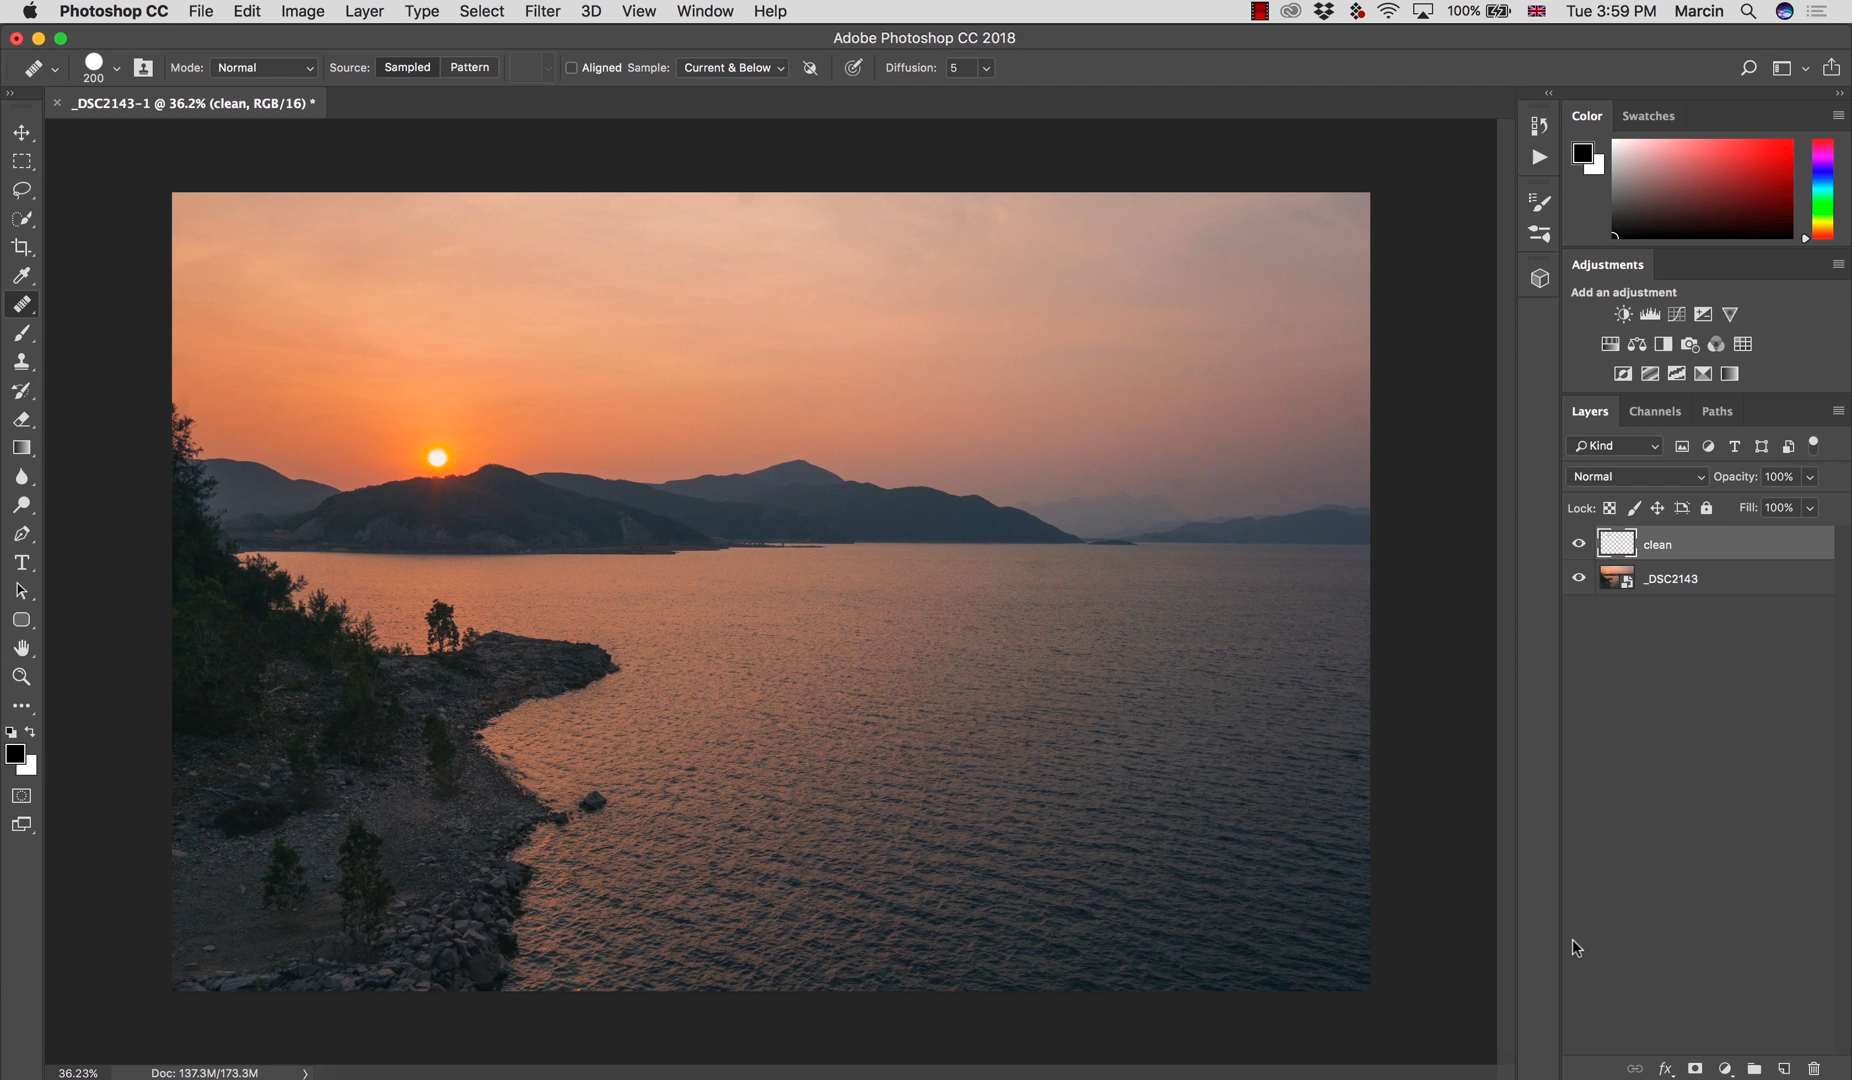 Photoshop CC File Edit Image Layer Type Select Filter 3D View Window Help 100% Tue 3:59 PM Marcin
Adobe Photoshop CC 2018
200 Mode: Normal Source: Sampled Pattern Aligned Sample: Current & Below Diffusion: 5
_DSC2143-1 @ 36.2% (clean, RGB/16) *
Color Swatches
Adjustments
Add an adjustment
Layers Channels Paths
Kind
Normal Opacity: 100%
Lock: Fill: 100%
clean
_DSC2143
36.23% Doc: 137.3M/173.3M
fx